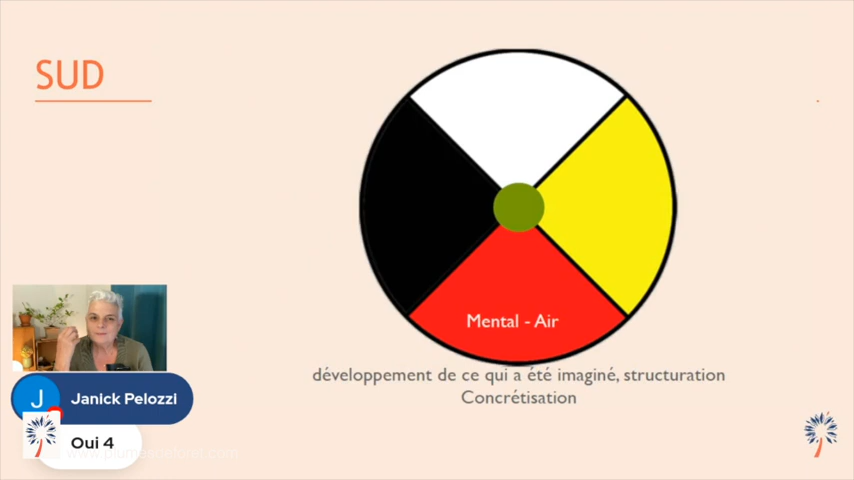 SUD
Mental - Air
développement de ce qui a été imaginé, structuration
Concrétisation
J
Janick Pelozzi
Oui 4